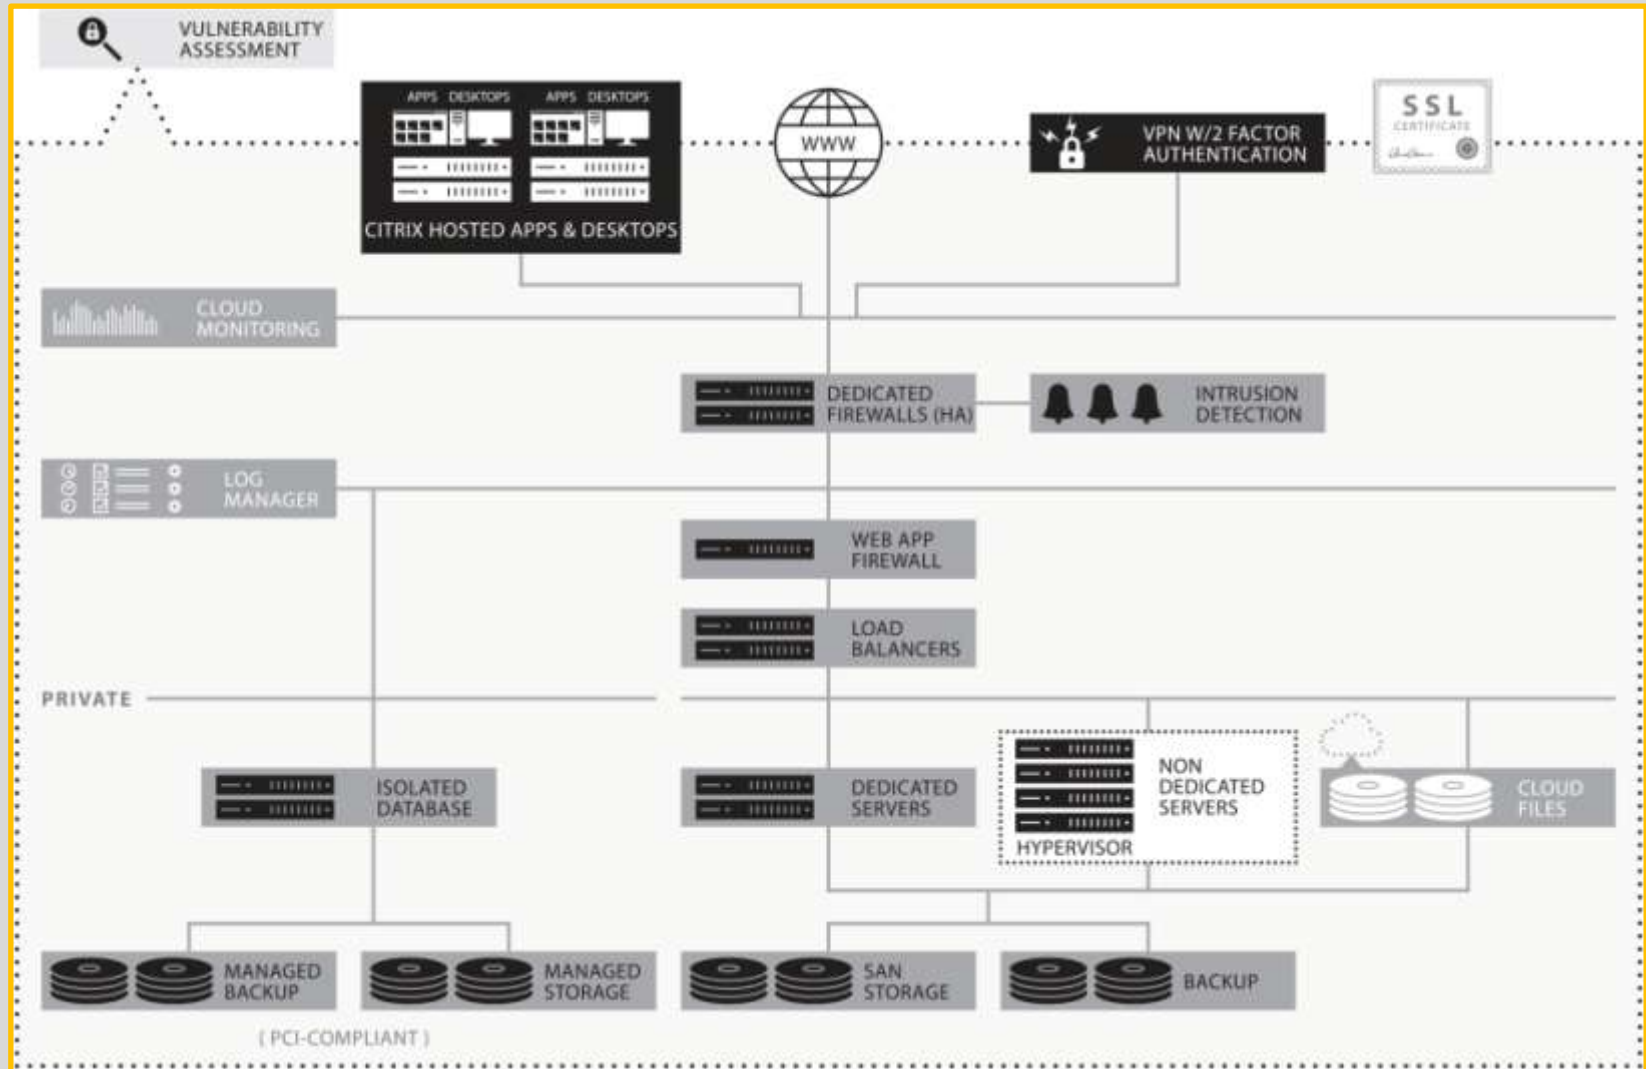 VULNERABILITY
ASSESSMENT
APPS DESKTOPS APPS DESKTOPS
CITRIX HOSTED APPS & DESKTOPS
WWW
VPN W/2 FACTOR
AUTHENTICATION
SSL
CERTIFICATE
CLOUD
MONITORING
DEDICATED
FIREWALLS (HA)
INTRUSION
DETECTION
LOG
MANAGER
WEB APP
FIREWALL
LOAD
BALANCERS
PRIVATE
ISOLATED
DATABASE
DEDICATED
SERVERS
NON
DEDICATED
SERVERS
HYPERVISOR
CLOUD
FILES
MANAGED
BACKUP
MANAGED
STORAGE
SAN
STORAGE
BACKUP
( PCI-COMPLIANT )